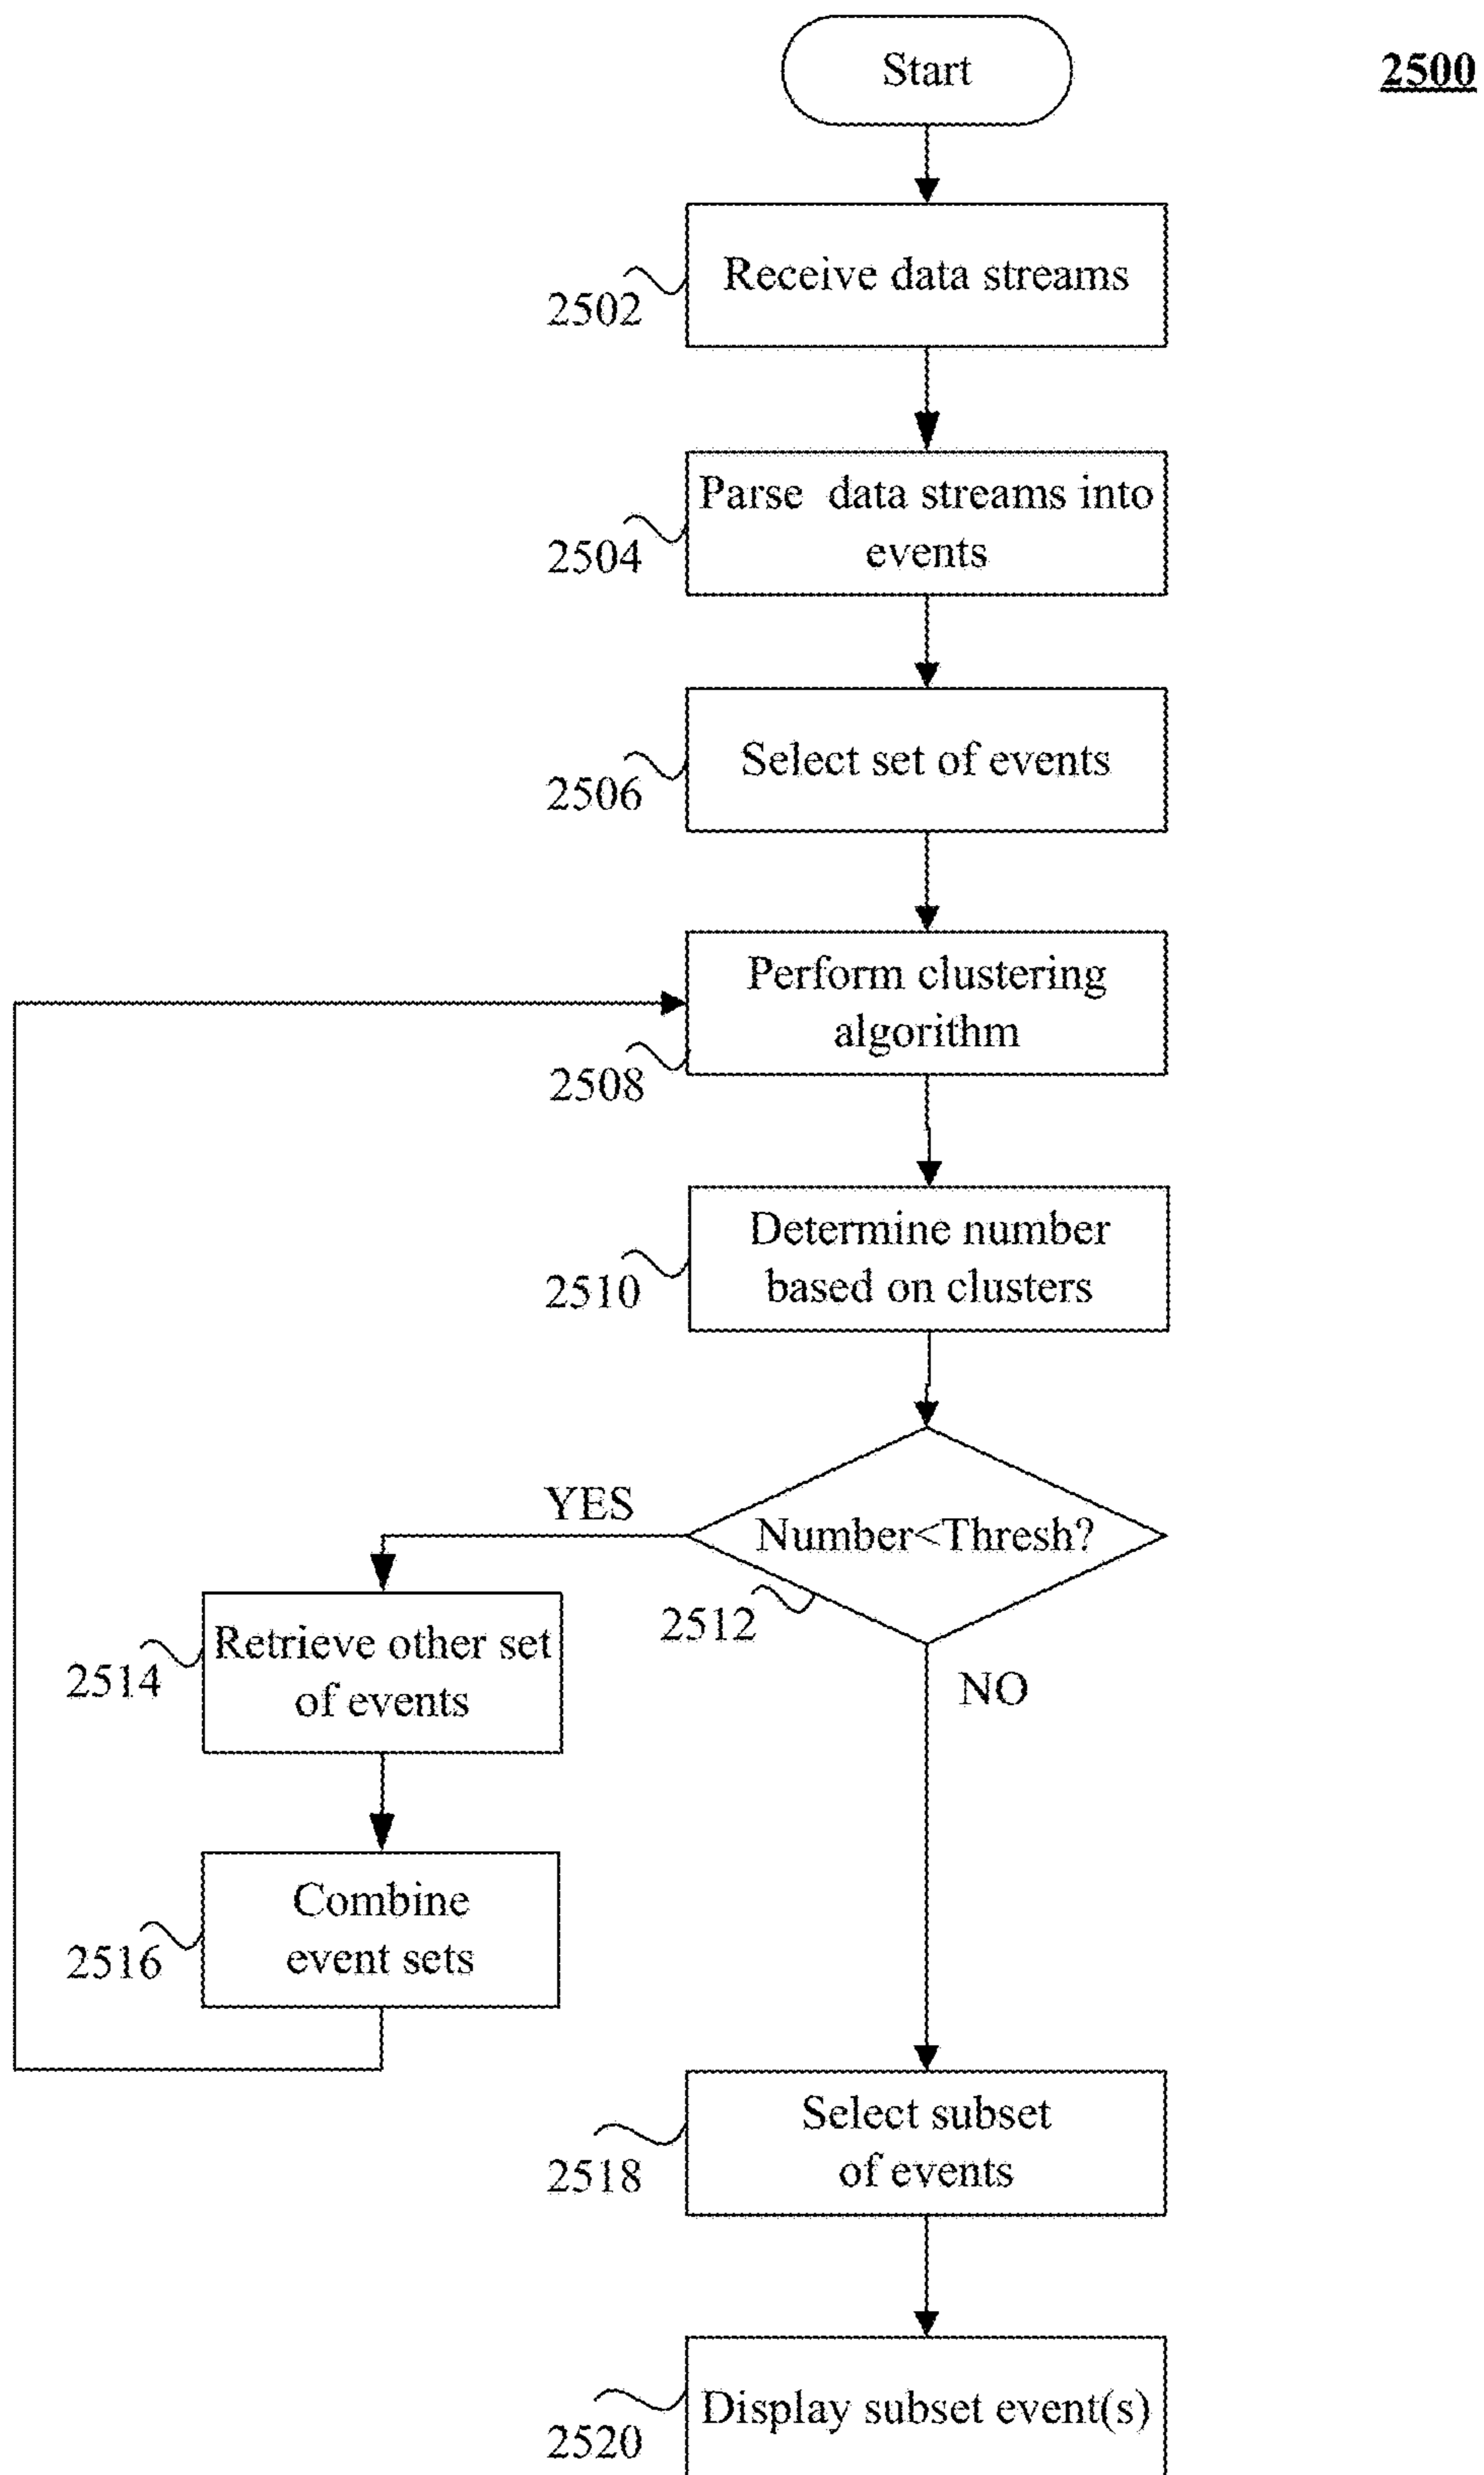 Start
2500
Receive data streams
2502
Parse data streams into
events
2504
Select set of events
2506
Perform clustering
algorithm
2508
Determine number
based on clusters
2510
YES
Number<Thresh?
2512
Retrieve other set
of events
2514
NO
Combine
event sets
2516
Select subset
of events
2518
Display subset event(s)
2520